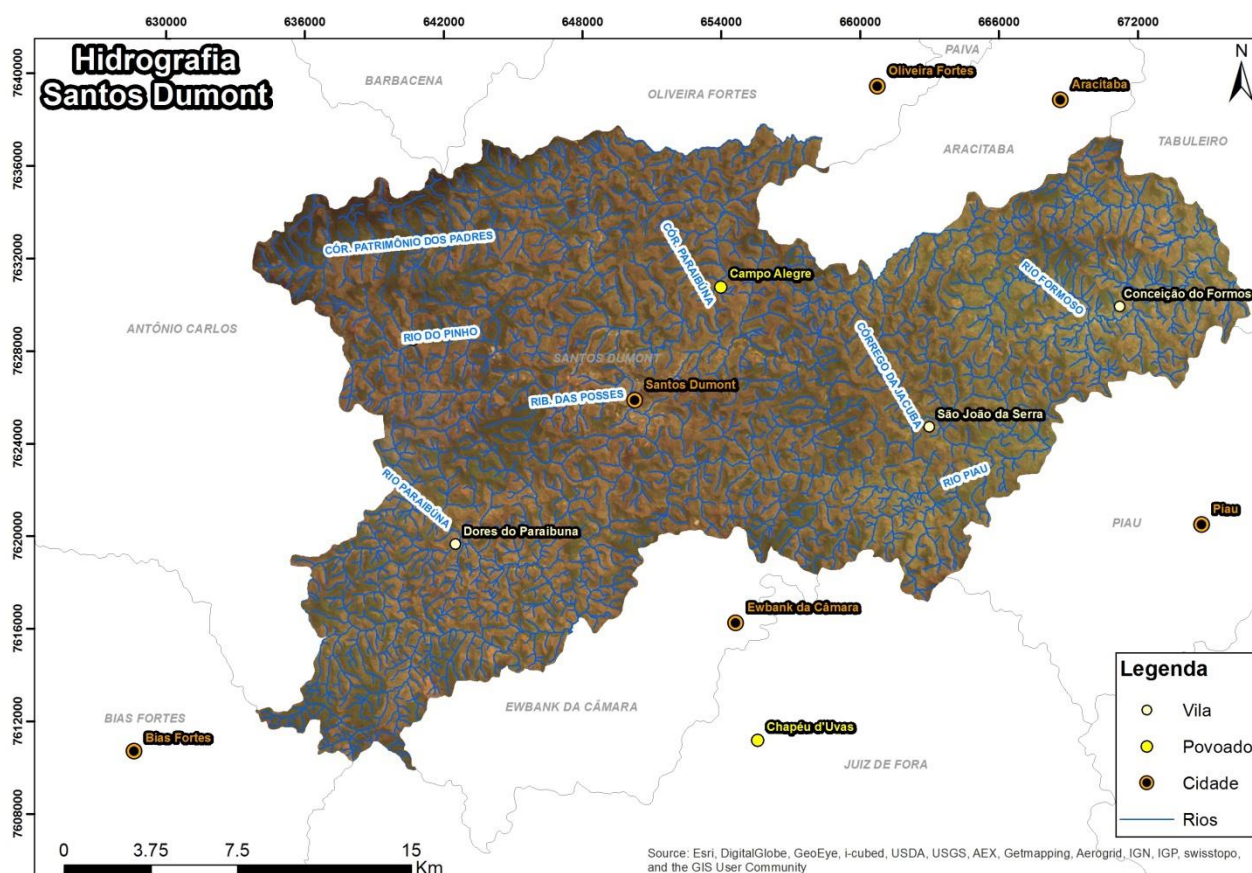 630000 636000 642000 648000 654000 660000 666000 672000
Hidrografia
Santos Dumont
N
7640000
7636000
7632000
7628000
7624000
7620000
7616000
7612000
7608000
BARBACENA
OLIVEIRA FORTES
PAIVA
Oliveira Fortes
Aracitaba
ARACITABA
TABULEIRO
CÓR. PATRIMÔNIO DOS PADRES
CÓR. PARAIBÚNA
Campo Alegre
RIO FORMOSO
Conceição do Formos
ANTÔNIO CARLOS
RIO DO PINHO
SANTOS DUMONT
CÓRREGO DA JACUBA
Santos Dumont
RIB. DAS POSSES
São João da Serra
RIO PIAU
RIO PARAIBÚNA
Dores do Paraibuna
Piau
PIAU
Ewbank da Câmara
EWBANK DA CÂMARA
BIAS FORTES
Bias Fortes
Chapéu d'Uvas
JUIZ DE FORA
Legenda
Vila
Povoado
Cidade
Rios
0 3.75 7.5 15
Km
Source: Esri, DigitalGlobe, GeoEye, i-cubed, USDA, USGS, AEX, Getmapping, Aerogrid, IGN, IGP, swisstopo,
and the GIS User Community